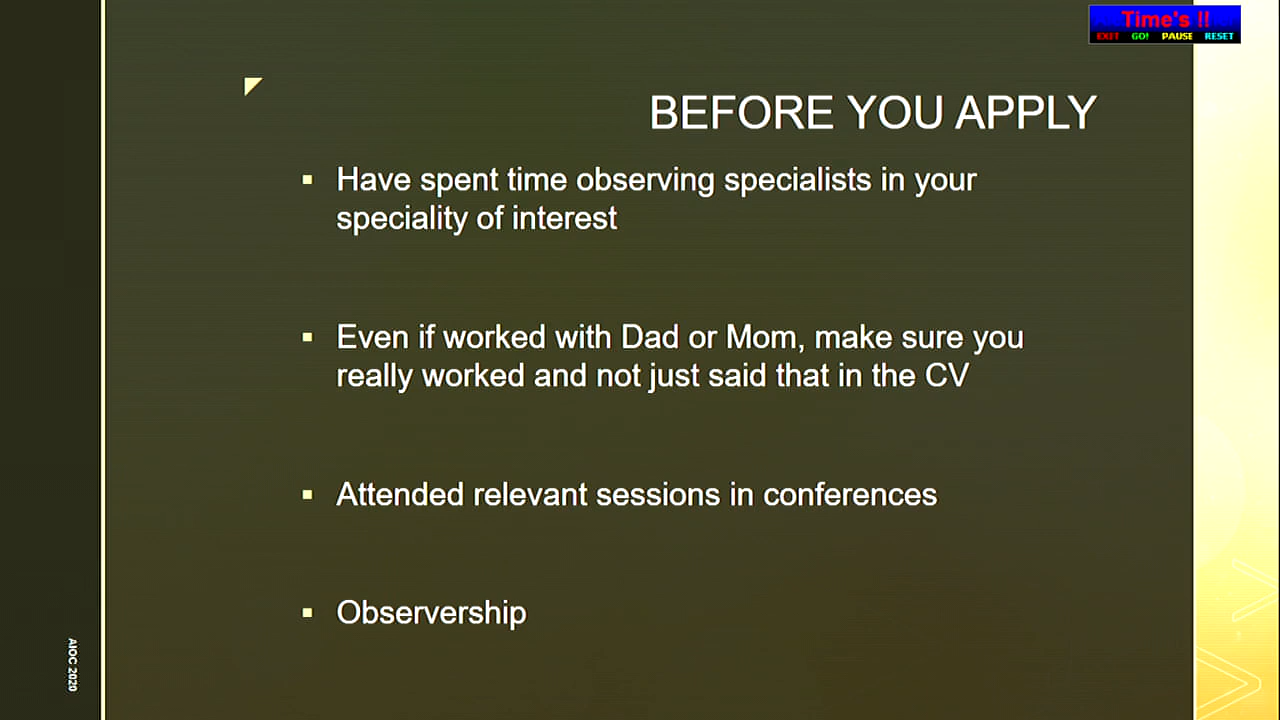 Time's !!
EXIT GO! PAUSE RESET
BEFORE YOU APPLY
▪ Have spent time observing specialists in your
speciality of interest
▪ Even if worked with Dad or Mom, make sure you
really worked and not just said that in the CV
▪ Attended relevant sessions in conferences
▪ Observership
AIOC 2020